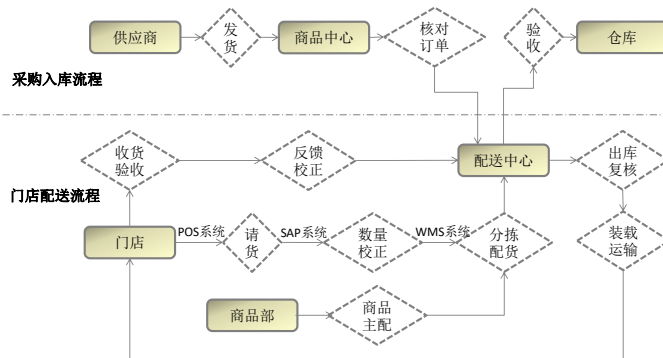 供应商
发
货
商品中心
核对
订单
验
收
仓库
采购入库流程
收货
验收
反馈
校正
配送中心
出库
复核
门店配送流程
门店
POS系统
请
货
SAP系统
数量
校正
WMS系统
分拣
配货
装载
运输
商品部
商品
主配